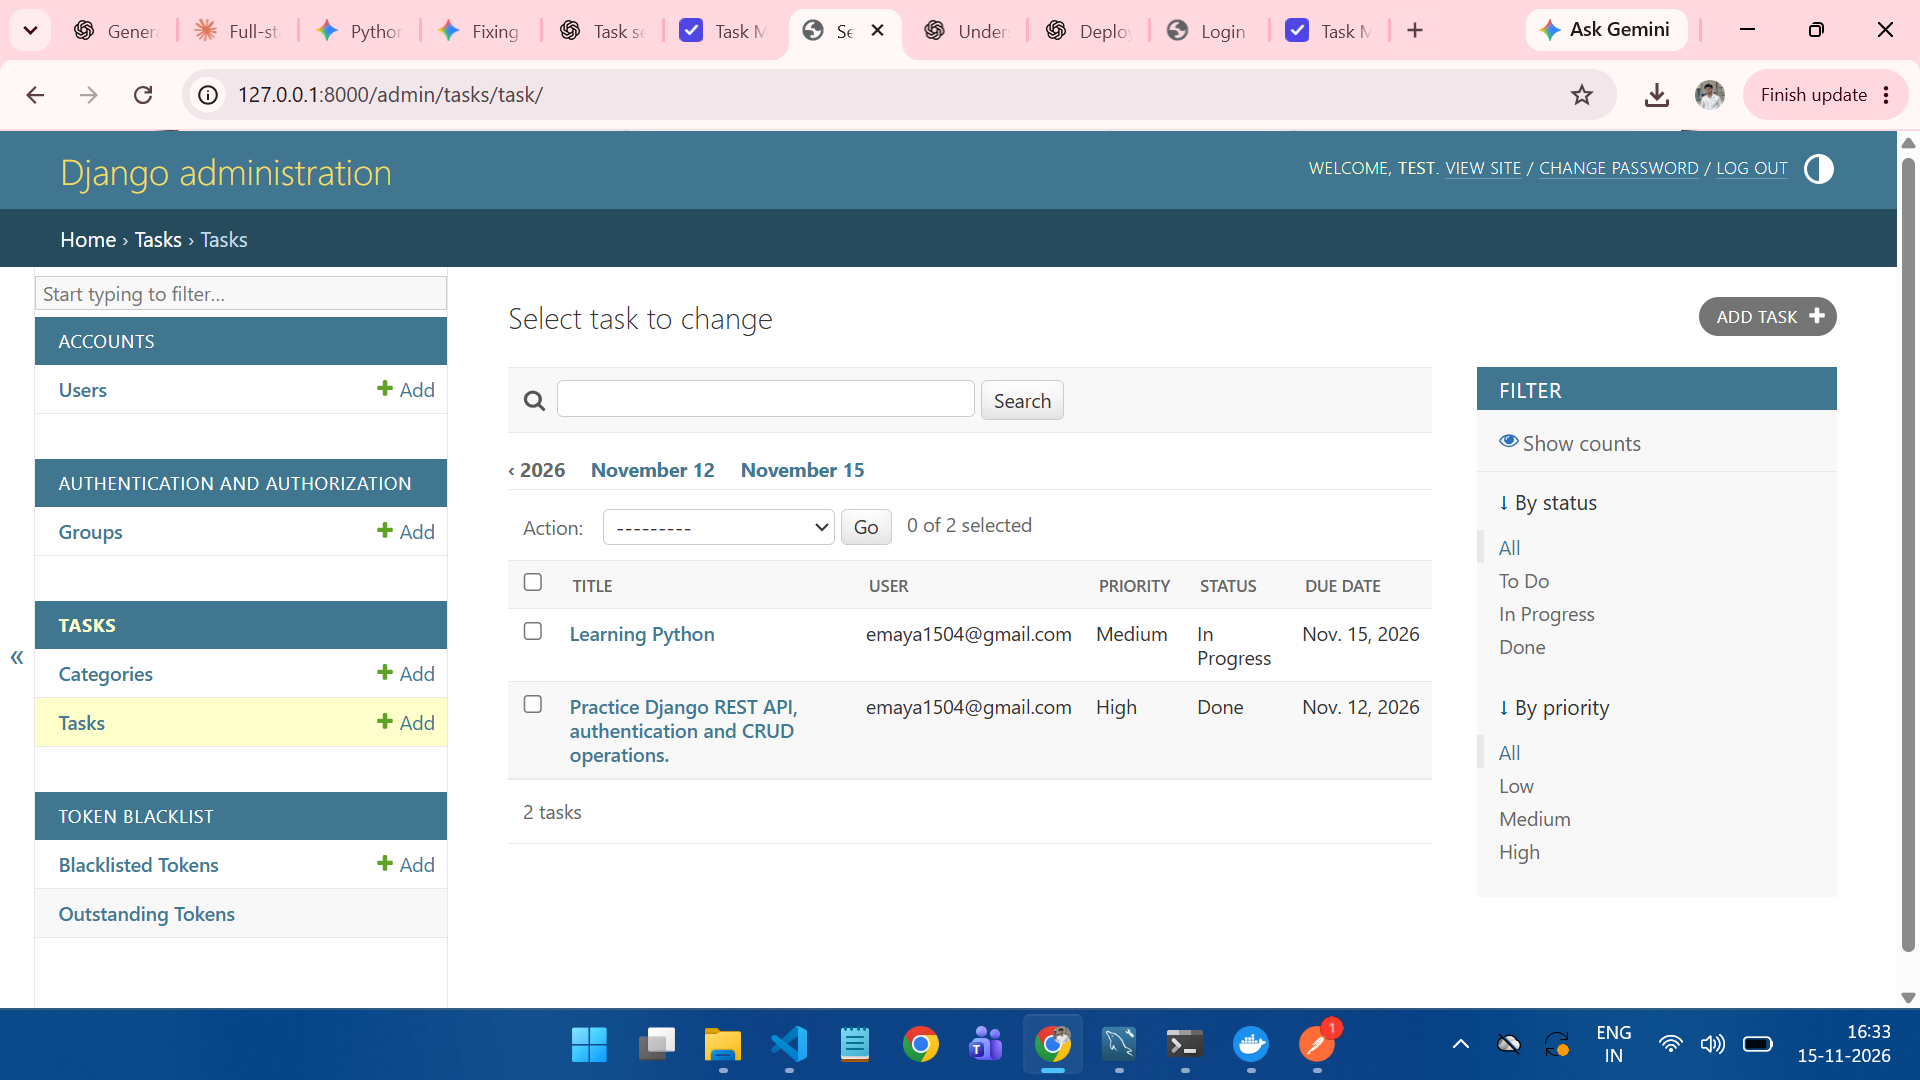 Genera
Full-sta
Python
Fixing
Task se
Task M
Se
Unders
Deploy
Login
Task M
Ask Gemini
127.0.0.1:8000/admin/tasks/task/
Finish update
Django administration
WELCOME, TEST. VIEW SITE / CHANGE PASSWORD / LOG OUT
Home › Tasks › Tasks
Start typing to filter...
ACCOUNTS
Users
Add
AUTHENTICATION AND AUTHORIZATION
Groups
Add
TASKS
Categories
Add
Tasks
Add
TOKEN BLACKLIST
Blacklisted Tokens
Add
Outstanding Tokens
«
Select task to change
ADD TASK +
Search
‹ 2026 November 12 November 15
Action: --------- Go 0 of 2 selected
TITLE USER PRIORITY STATUS DUE DATE
Learning Python emaya1504@gmail.com Medium In Progress Nov. 15, 2026
Practice Django REST API, authentication and CRUD operations. emaya1504@gmail.com High Done Nov. 12, 2026
2 tasks
FILTER
Show counts
↓ By status
All
To Do
In Progress
Done
↓ By priority
All
Low
Medium
High
1
ENG
IN
16:33
15-11-2026